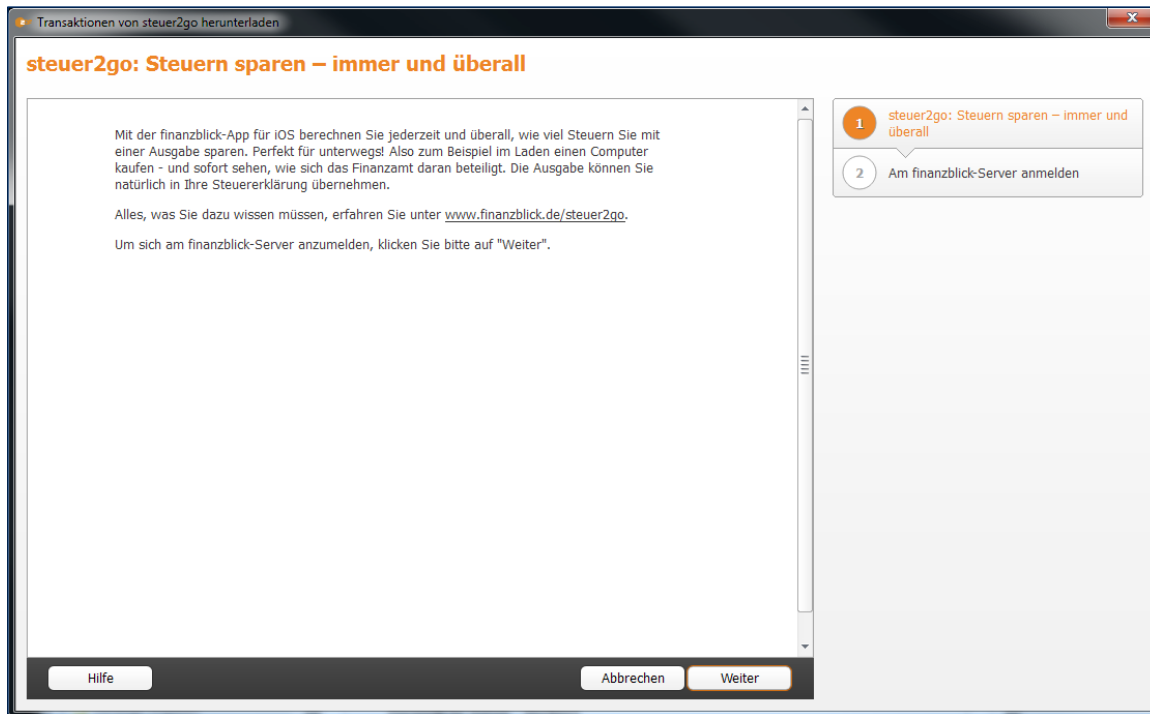 Transaktionen von steuer2go herunterladen
steuer2go: Steuern sparen – immer und überall
Mit der finanzblick-App für iOS berechnen Sie jederzeit und überall, wie viel Steuern Sie mit
einer Ausgabe sparen. Perfekt für unterwegs! Also zum Beispiel im Laden einen Computer
kaufen - und sofort sehen, wie sich das Finanzamt daran beteiligt. Die Ausgabe können Sie
natürlich in Ihre Steuererklärung übernehmen.
Alles, was Sie dazu wissen müssen, erfahren Sie unter www.finanzblick.de/steuer2go.
Um sich am finanzblick-Server anzumelden, klicken Sie bitte auf "Weiter".
1
steuer2go: Steuern sparen – immer und
überall
2
Am finanzblick-Server anmelden
Hilfe
Abbrechen
Weiter